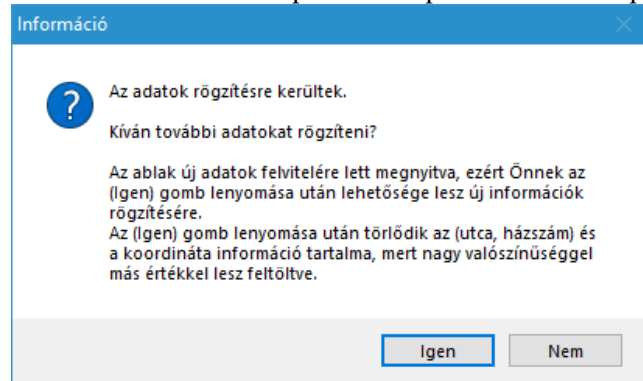 Információ
Az adatok rögzítésre kerültek.
Kíván további adatokat rögzíteni?
Az ablak új adatok felvitelére lett megnyitva, ezért Önnek az
(Igen) gomb lenyomása után lehetősége lesz új információk
rögzítésére.
Az (Igen) gomb lenyomása után törlődik az (utca, házszám) és
a koordináta információ tartalma, mert nagy valószínűséggel
más értékkel lesz feltöltve.
Igen Nem